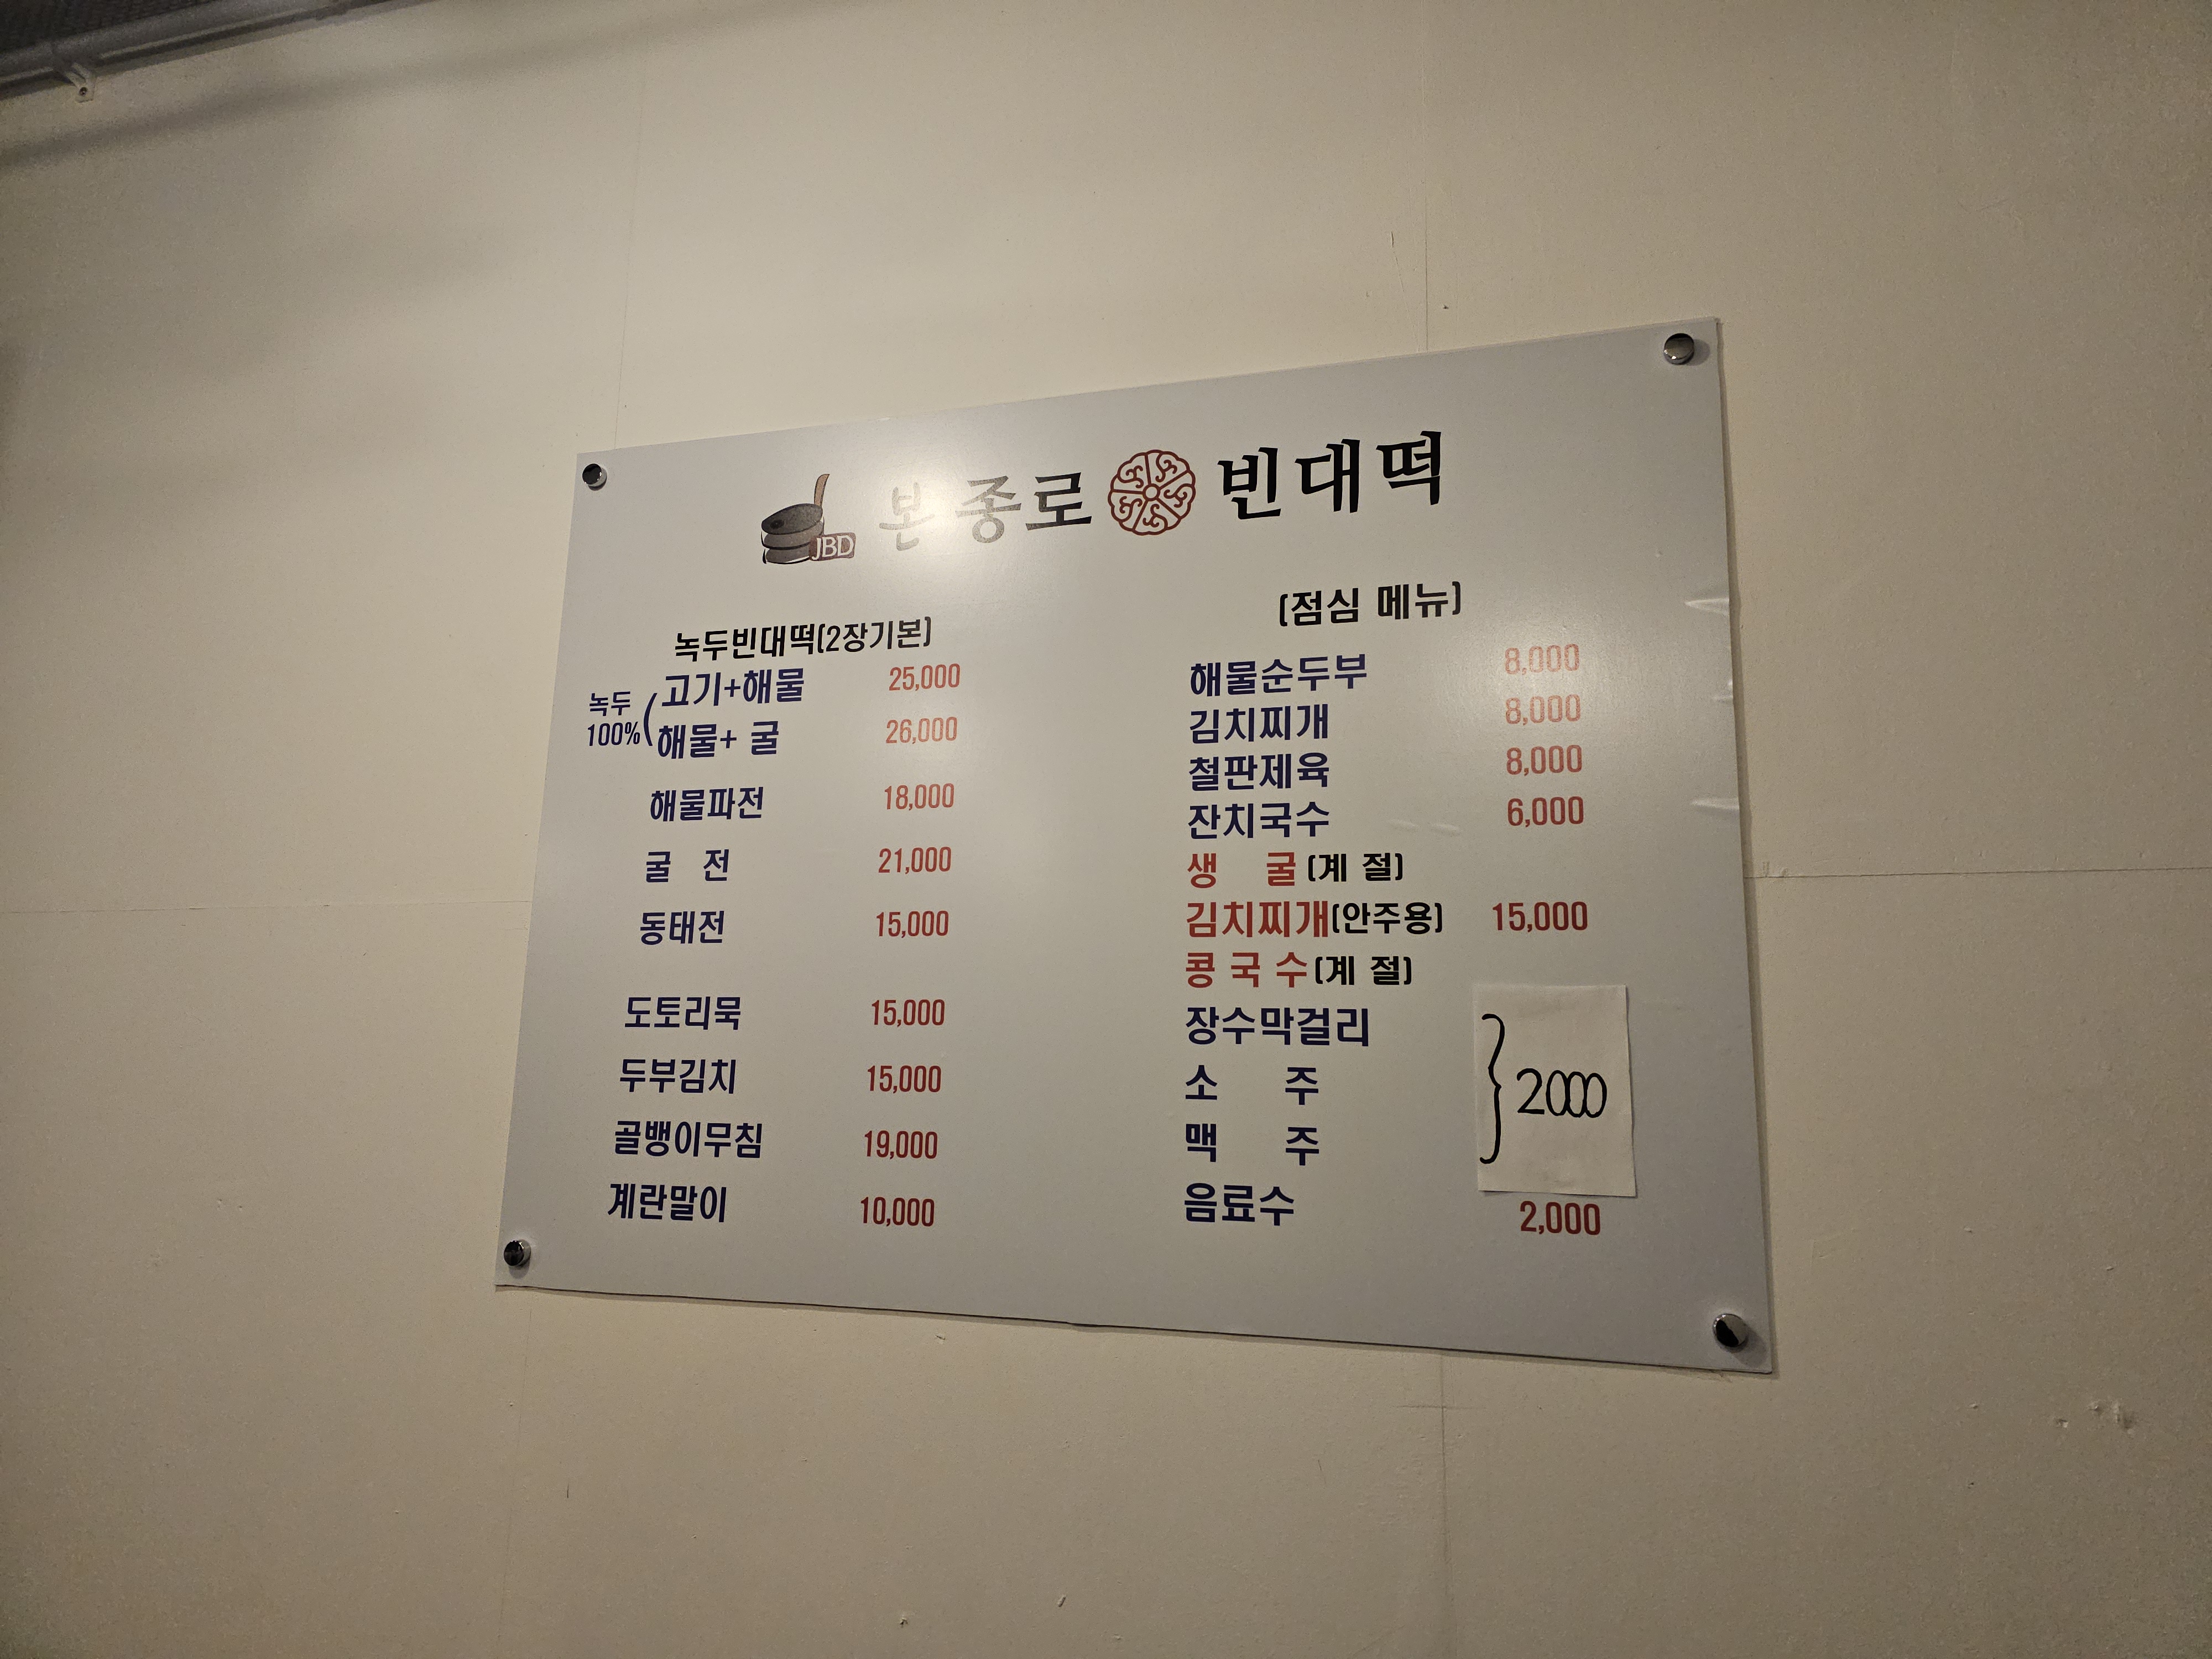 JBD 본 종로 빈대떡
녹두빈대떡(2장기본)
녹두 100%
고기+해물 25,000
해물+ 굴 26,000
해물파전 18,000
굴 전 21,000
동태전 15,000
도토리묵 15,000
두부김치 15,000
골뱅이무침 19,000
계란말이 10,000
(점심 메뉴)
해물순두부 8,000
김치찌개 8,000
철판제육 8,000
잔치국수 6,000
생 굴 (계 절)
김치찌개(안주용) 15,000
콩 국 수 (계 절)
장수막걸리
소 주
맥 주
} 2000
음료수 2,000